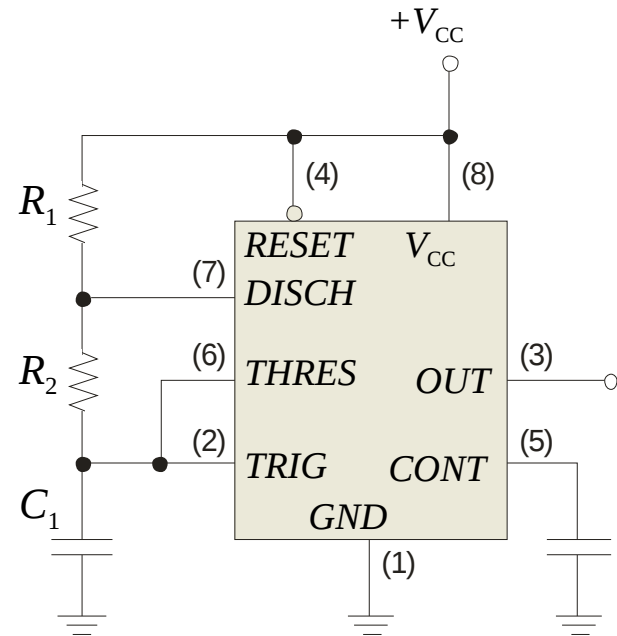 +VCC
(4)
(8)
R1
RESET
VCC
(7)
DISCH
(6)
THRES
(3)
R2
OUT
(2)
TRIG
(5)
CONT
C1
GND
(1)